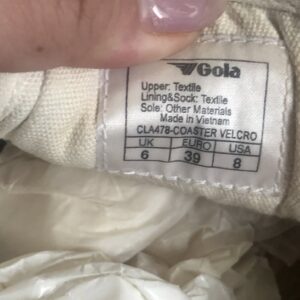 Gola
Upper: Textile
Lining&Sock: Textile
Sole: Other Materials
Made in Vietnam
CLA478-COASTER VELCRO
UK EURO USA
6 39 8